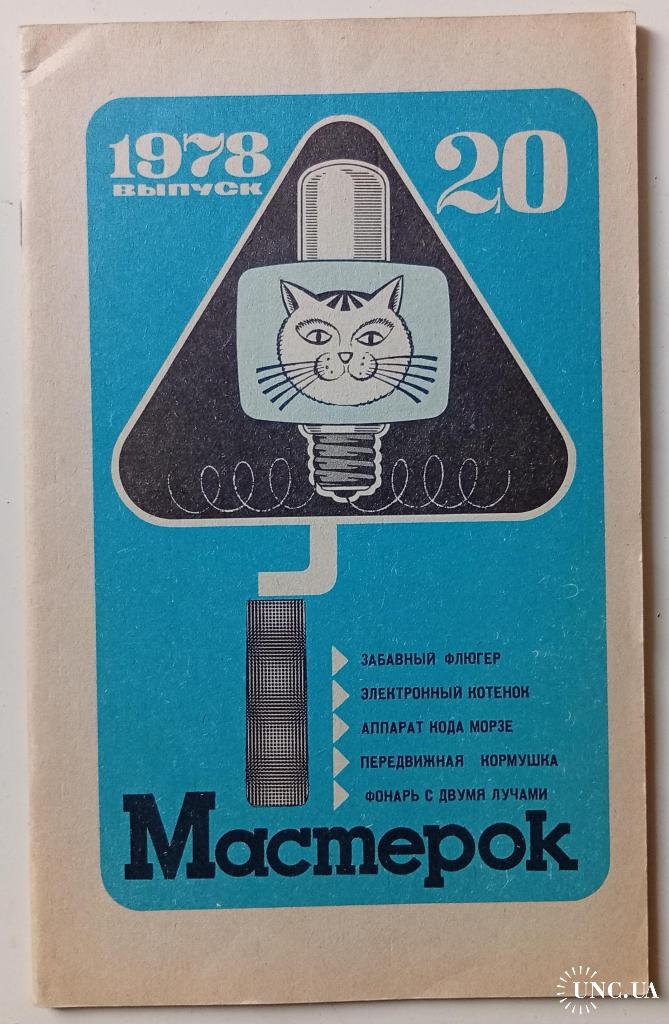 1978
ВЫПУСК
20
ЗАБАВНЫЙ ФЛЮГЕР
ЭЛЕКТРОННЫЙ КОТЕНОК
АППАРАТ КОДА МОРЗЕ
ПЕРЕДВИЖНАЯ КОРМУШКА
ФОНАРЬ С ДВУМЯ ЛУЧАМИ
Мастерок
UNC.UA